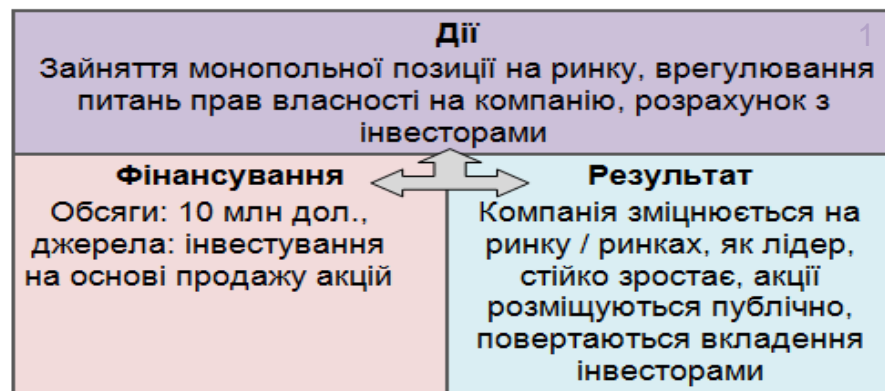 Дії
1
Зайняття монопольної позиції на ринку, врегулювання
питань прав власності на компанію, розрахунок з
інвесторами
Фінансування
Обсяги: 10 млн дол.,
джерела: інвестування
на основі продажу акцій
Результат
Компанія зміцнюється на
ринку / ринках, як лідер,
стійко зростає, акції
розміщуються публічно,
повертаються вкладення
інвесторами